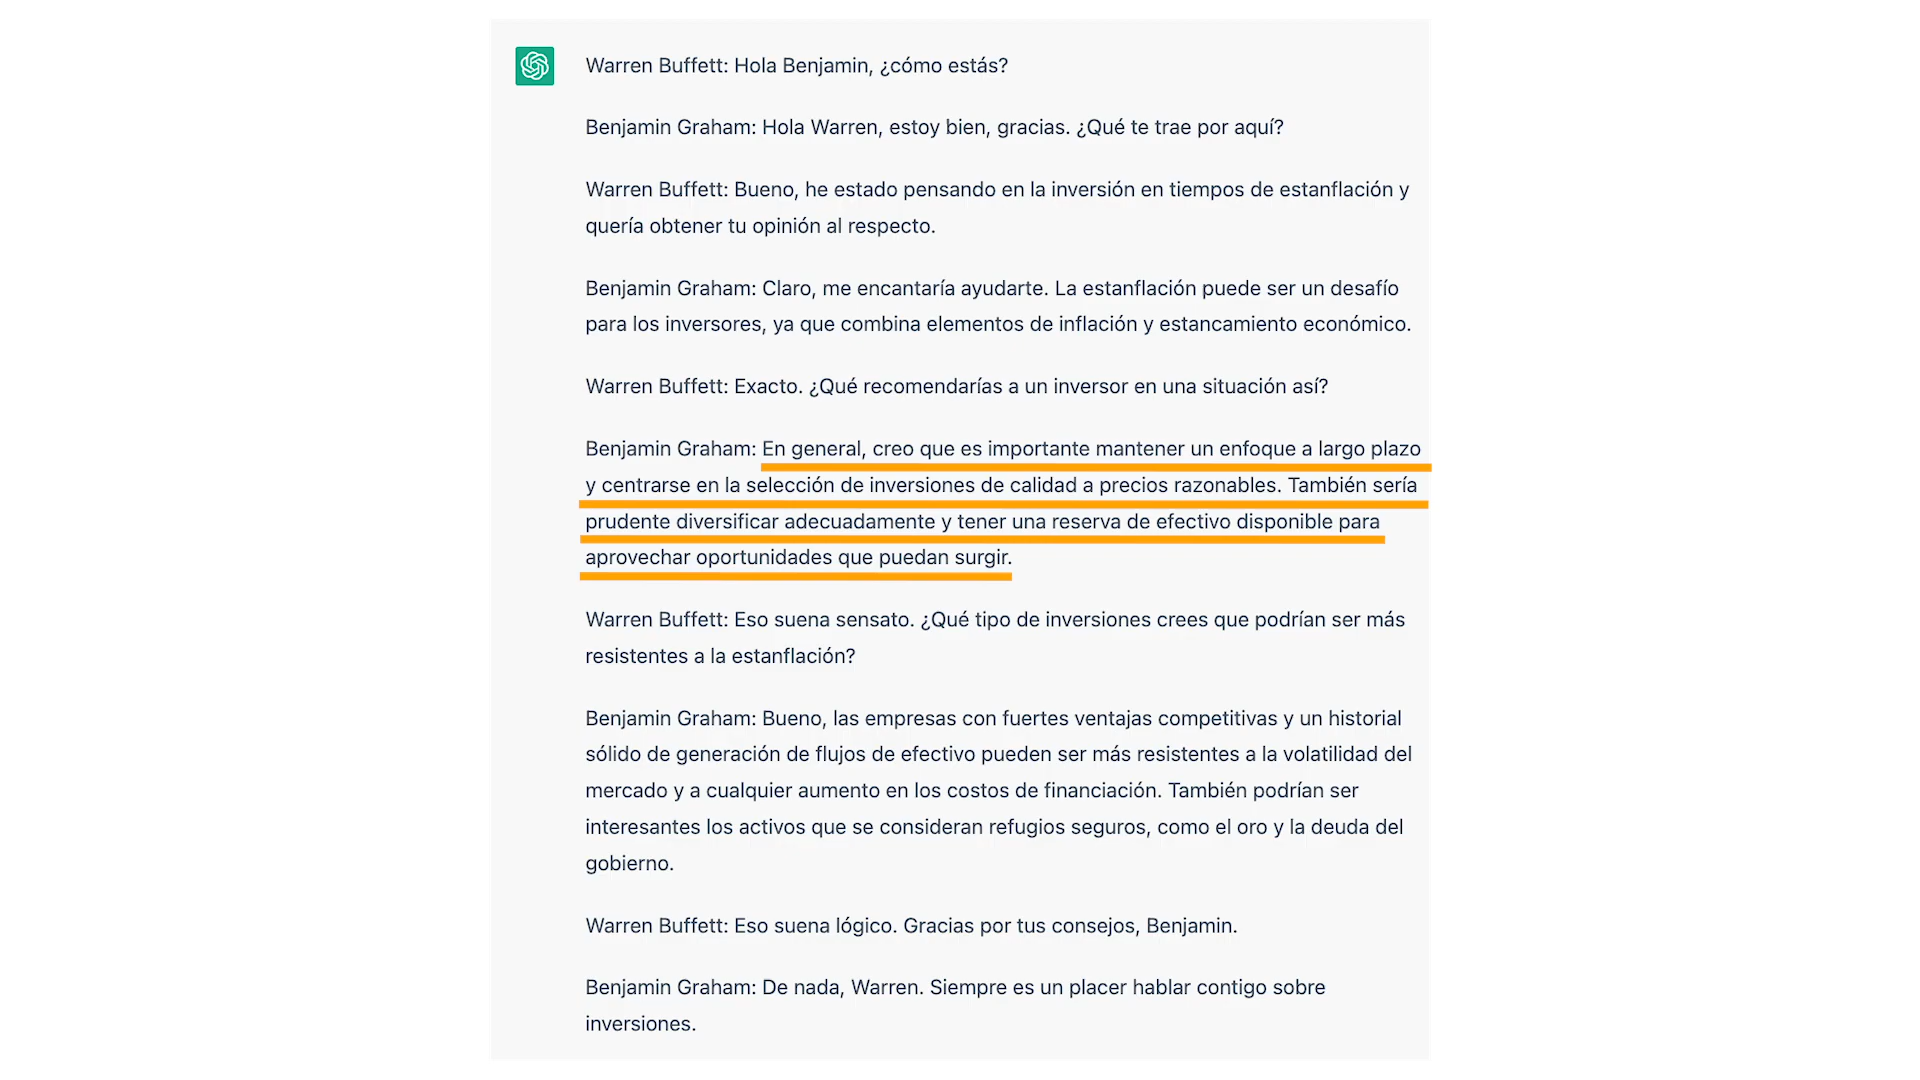 Warren Buffett: Hola Benjamin, ¿cómo estás?
Benjamin Graham: Hola Warren, estoy bien, gracias. ¿Qué te trae por aquí?
Warren Buffett: Bueno, he estado pensando en la inversión en tiempos de estanflación y
quería obtener tu opinión al respecto.
Benjamin Graham: Claro, me encantaría ayudarte. La estanflación puede ser un desafío
para los inversores, ya que combina elementos de inflación y estancamiento económico.
Warren Buffett: Exacto. ¿Qué recomendarías a un inversor en una situación así?
Benjamin Graham: En general, creo que es importante mantener un enfoque a largo plazo
y centrarse en la selección de inversiones de calidad a precios razonables. También sería
prudente diversificar adecuadamente y tener una reserva de efectivo disponible para
aprovechar oportunidades que puedan surgir.
Warren Buffett: Eso suena sensato. ¿Qué tipo de inversiones crees que podrían ser más
resistentes a la estanflación?
Benjamin Graham: Bueno, las empresas con fuertes ventajas competitivas y un historial
sólido de generación de flujos de efectivo pueden ser más resistentes a la volatilidad del
mercado y a cualquier aumento en los costos de financiación. También podrían ser
interesantes los activos que se consideran refugios seguros, como el oro y la deuda del
gobierno.
Warren Buffett: Eso suena lógico. Gracias por tus consejos, Benjamin.
Benjamin Graham: De nada, Warren. Siempre es un placer hablar contigo sobre
inversiones.